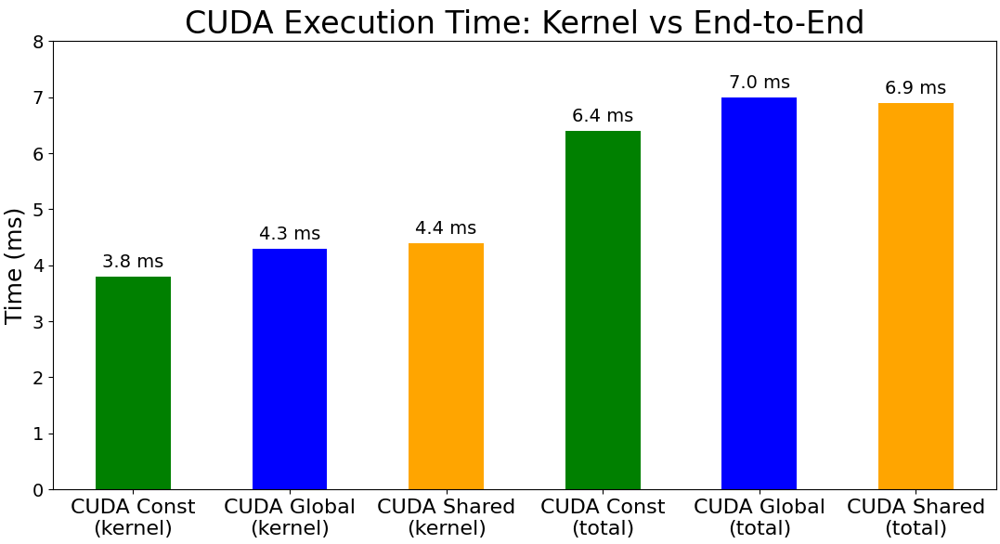 CUDA Execution Time: Kernel vs End-to-End
Time (ms)
8
7
6
5
4
3
2
1
0
3.8 ms
4.3 ms
4.4 ms
6.4 ms
7.0 ms
6.9 ms
CUDA Const
(kernel)
CUDA Global
(kernel)
CUDA Shared
(kernel)
CUDA Const
(total)
CUDA Global
(total)
CUDA Shared
(total)